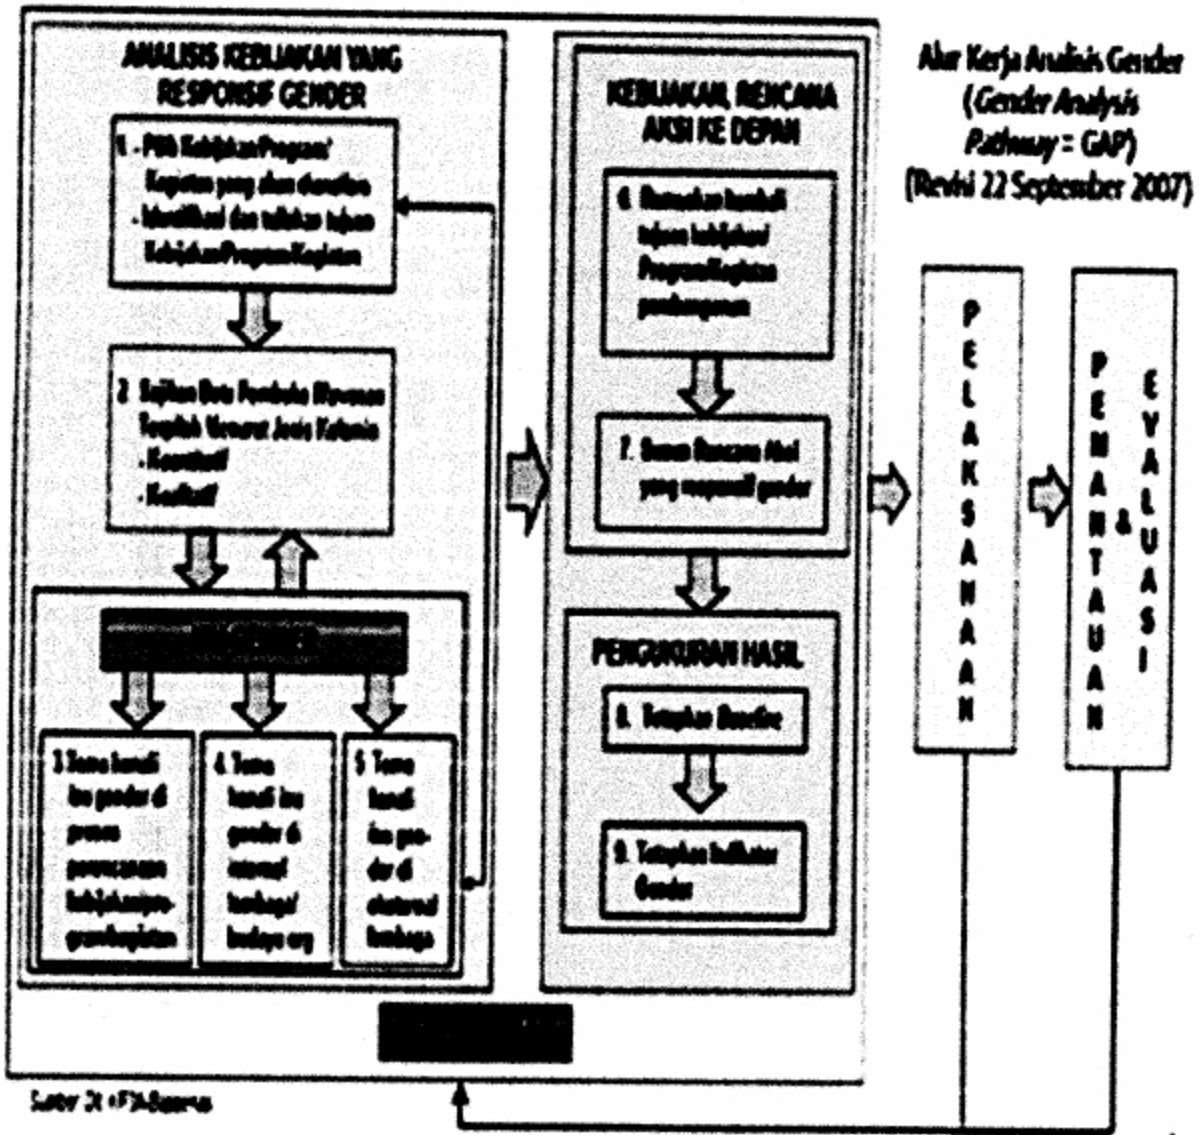 ANALISIS KEBIJAKAN YANG
RESPONSIF GENDER
1. - Pilih Kebijakan/Program/
Kegiatan yang akan dianalisis
- Identifikasi dan tuliskan tujuan
Kebijakan/Program/Kegiatan
2. Sajikan Data Pembuka Wawasan
Terpilah Menurut Jenis Kelamin
- Kuantitatif
- Kualitatif
3. Temu kenali
isu gender di
proses
perencanaan
kebijakan/pro-
gram/kegiatan
4. Temu
kenali isu
gender di
internal
lembaga/
budaya org
5. Temu
kenali
isu gen-
der di
eksternal
lembaga
KEBIJAKAN, RENCANA
AKSI KE DEPAN
6. Rumuskan kembali
tujuan kebijakan/
Program/Kegiatan
pembangunan
7. Susun Rencana Aksi
yang responsif gender
PENGUKURAN HASIL
8. Tetapkan Baseline
9. Tetapkan Indikator
Gender
Alur Kerja Analisis Gender
(Gender Analysis
Pathway = GAP)
(Revisi 22 September 2007)
PELAKSANAAN
PEMANTAUAN
&
EVALUASI
Sumber: Dit